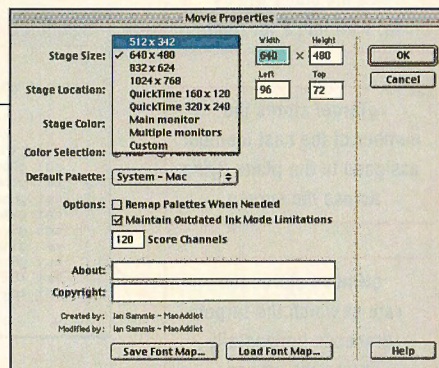 Movie Properties
Stage Size:
512 x 342
✓ 640 x 480
832 x 624
1024 x 768
QuickTime 160 x 120
QuickTime 320 x 240
Main monitor
Multiple monitors
Custom
Width Height
640 × 480
Left Top
96 72
OK
Cancel
Stage Location:
Stage Color:
Color Selection:
Default Palette: System - Mac
Options: Remap Palettes When Needed
Maintain Outdated Ink Mode Limitations
120 Score Channels
About:
Copyright:
Created by: Ian Sammis - MacAddict
Modified by: Ian Sammis - MacAddict
Save Font Map... Load Font Map... Help